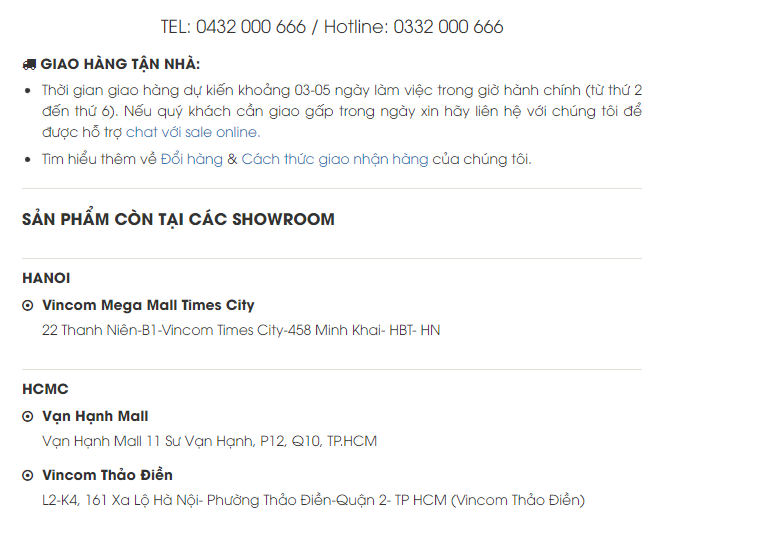 TEL: 0432 000 666 / Hotline: 0332 000 666
GIAO HÀNG TẬN NHÀ:
Thời gian giao hàng dự kiến khoảng 03-05 ngày làm việc trong giờ hành chính (từ thứ 2
đến thứ 6). Nếu quý khách cần giao gấp trong ngày xin hãy liên hệ với chúng tôi để
được hỗ trợ chat với sale online.
Tìm hiểu thêm về Đổi hàng & Cách thức giao nhận hàng của chúng tôi.
SẢN PHẨM CÒN TẠI CÁC SHOWROOM
HANOI
Vincom Mega Mall Times City
22 Thanh Niên-B1-Vincom Times City-458 Minh Khai- HBT- HN
HCMC
Vạn Hạnh Mall
Vạn Hạnh Mall 11 Sư Vạn Hạnh, P12, Q10, TP.HCM
Vincom Thảo Điền
L2-K4, 161 Xa Lộ Hà Nội- Phường Thảo Điền-Quận 2- TP HCM (Vincom Thảo Điền)